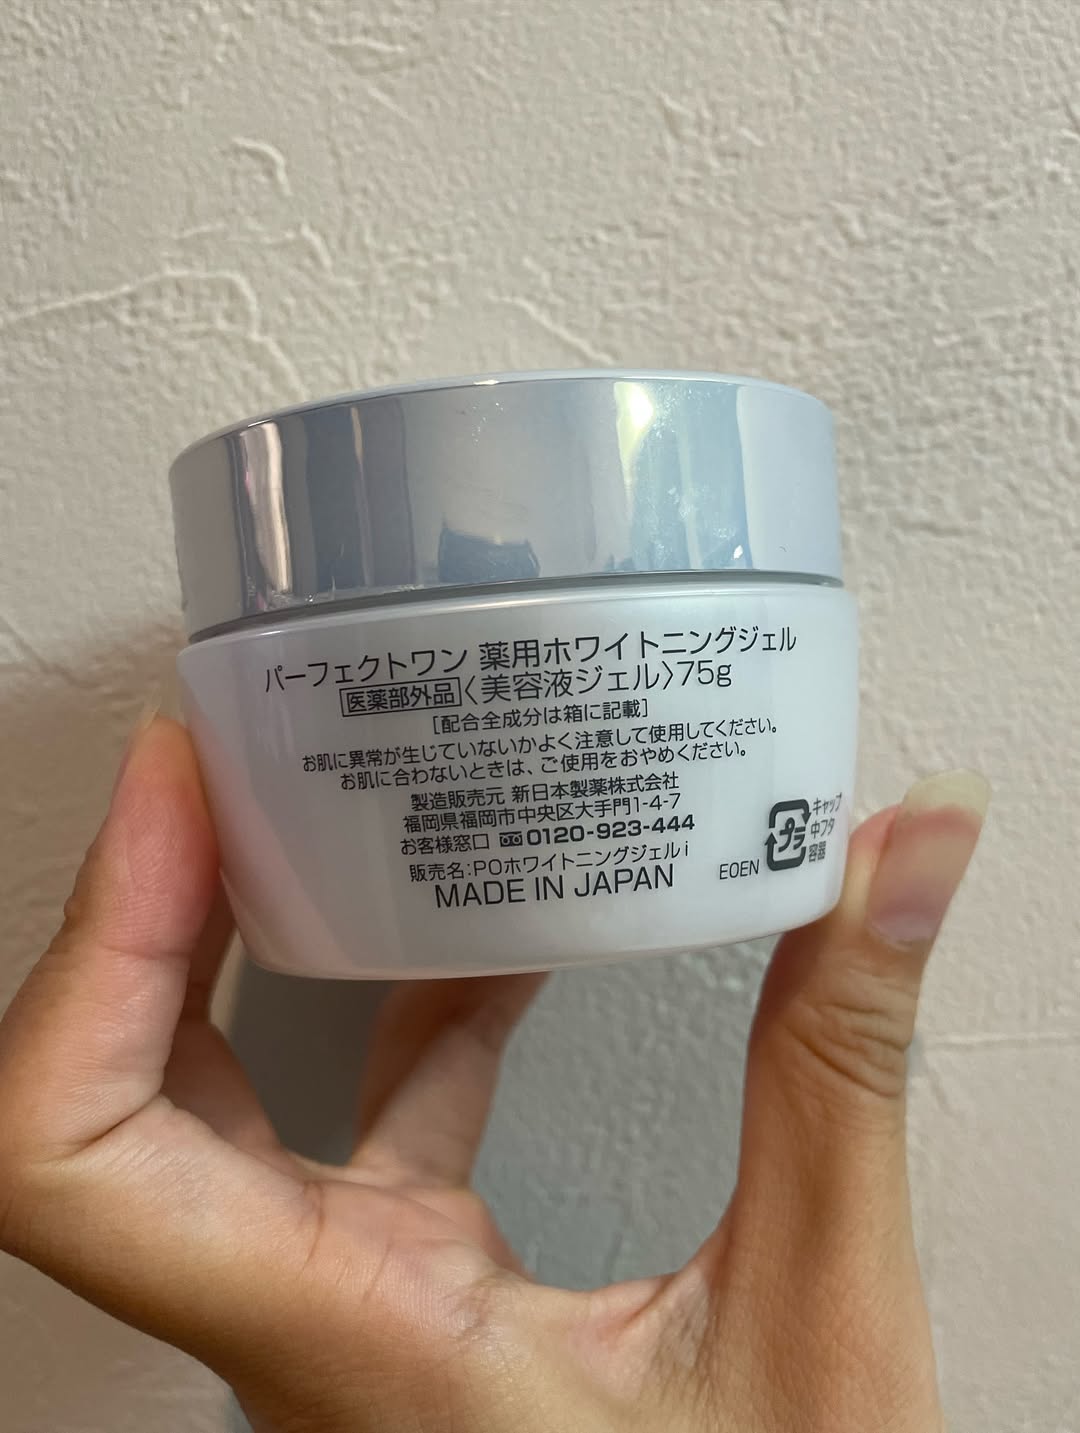 パーフェクトワン 薬用ホワイトニングジェル
医薬部外品〈美容液ジェル〉75g
[配合全成分は箱に記載]
お肌に異常が生じていないかよく注意して使用してください。
お肌に合わないときは、ご使用をおやめください。
製造販売元 新日本製薬株式会社
福岡県福岡市中央区大手門1-4-7
お客様窓口 0120-923-444
販売名:POホワイトニングジェルi
MADE IN JAPAN
EOEN
プラ
キャップ
中フタ
容器